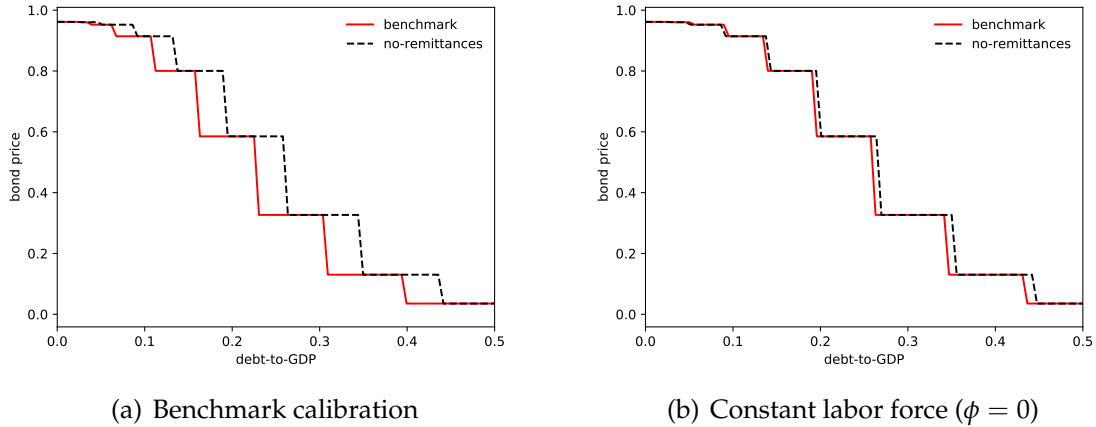 1.0
0.8
0.6
0.4
0.2
0.0
bond price
0.0 0.1 0.2 0.3 0.4 0.5
debt-to-GDP
benchmark
no-remittances
(a) Benchmark calibration
1.0
0.8
0.6
0.4
0.2
0.0
bond price
0.0 0.1 0.2 0.3 0.4 0.5
debt-to-GDP
benchmark
no-remittances
(b) Constant labor force (ϕ = 0)